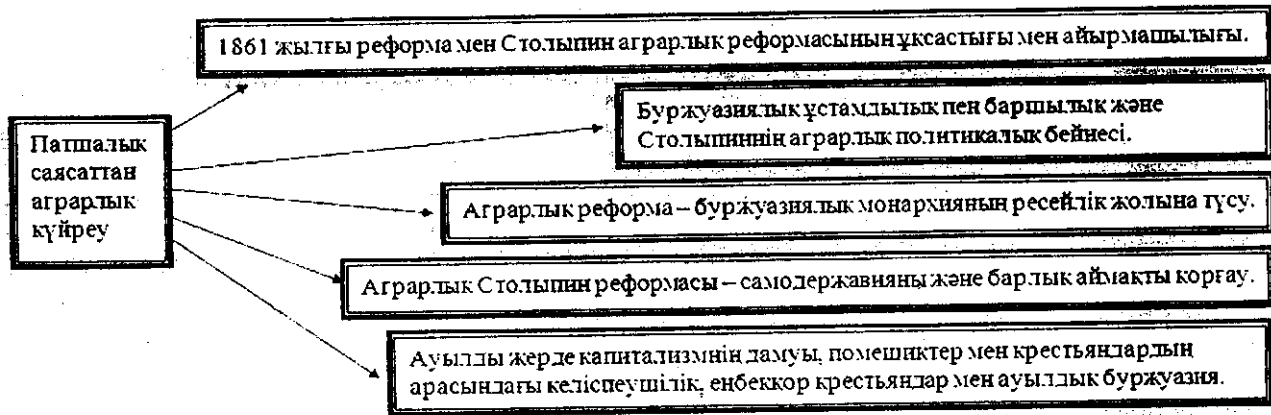 1861 жылғы реформа мен Столыпин аграрлық реформасының ұқсастығы мен айырмашылығы.
Буржуазиялық ұстамдылық пен баршылық және
Столыпиннің аграрлық политикалық бейнесі.
Патшалық
саясаттан
аграрлық
күйреу
Аграрлық реформа – буржуазиялық монархияның ресейлік жолына түсу.
Аграрлық Столыпин реформасы – самодержавияны және барлық аймақты қорғау.
Ауылды жерде капитализмнің дамуы, помещиктер мен крестьяндардың
арасындағы келіспеушілік, еңбекқор крестьяндар мен ауылдық буржуазия.